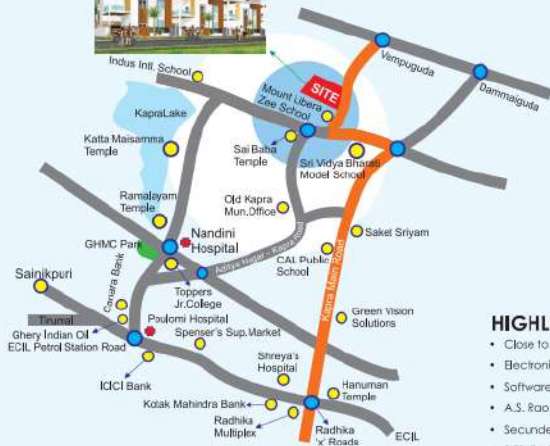 Indus Intl. School
Vampuguda
SITE
Mount Libera
Zee School
Dammaiguda
KapraLake
Katta Maisamma
Temple
Sai Baba
Temple
Sri Vidya Bharati
Model School
Ramalayam
Temple
Old Kapra
Mun.Office
GHMC Park
Nandini
Hospital
Aditya Nagar - Kapra Road
CAL Public
School
Saket Sriyam
Kapra Main Road
Sainikpuri
Canara Bank
Toppers
Jr.College
Tirumal
Ghery Indian Oil
ECIL Petrol Station Road
Poulomi Hospital
Spenser's Sup.Market
Green Vision
Solutions
ICICI Bank
Shreya's
Hospital
Hanuman
Temple
Kotak Mahindra Bank
Radhika
Multiplex
Radhika
'x' Roads
ECIL
HIGHL
• Close to
• Electroni
• Software
• A.S. Rao
• Secunde